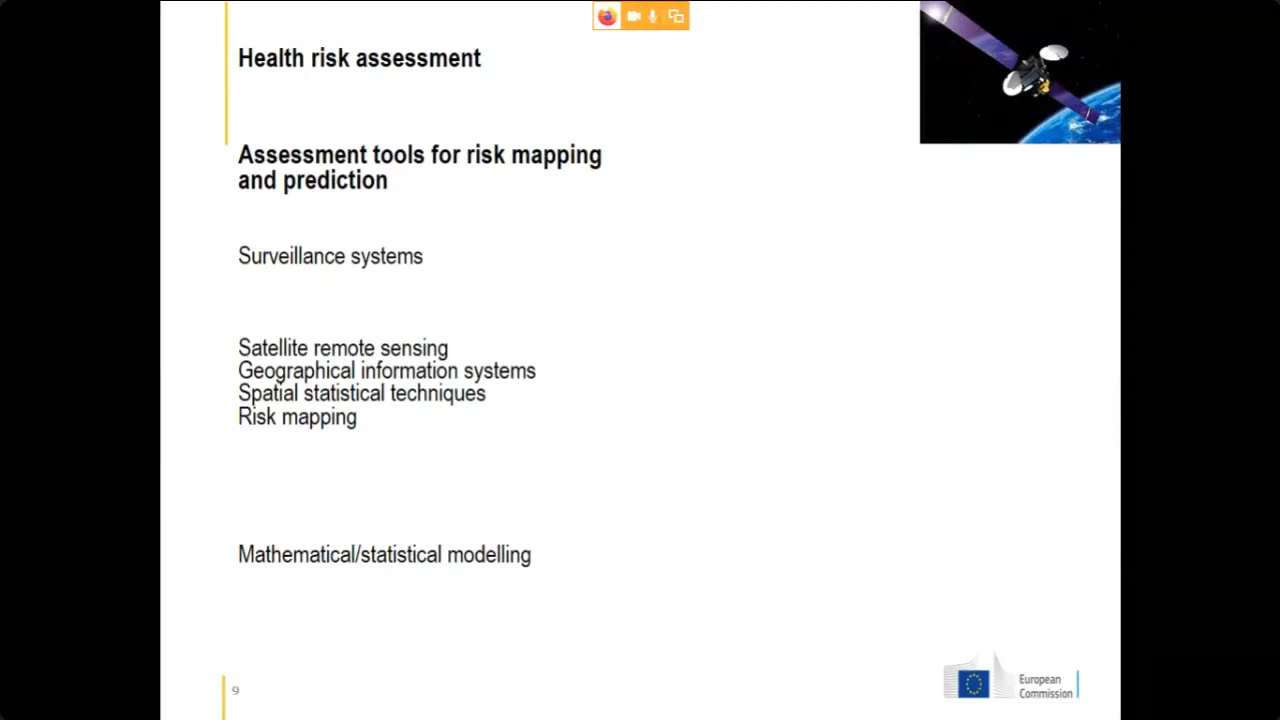 Health risk assessment
Assessment tools for risk mapping
and prediction
Surveillance systems
Satellite remote sensing
Geographical information systems
Spatial statistical techniques
Risk mapping
Mathematical/statistical modelling
9
European
Commission